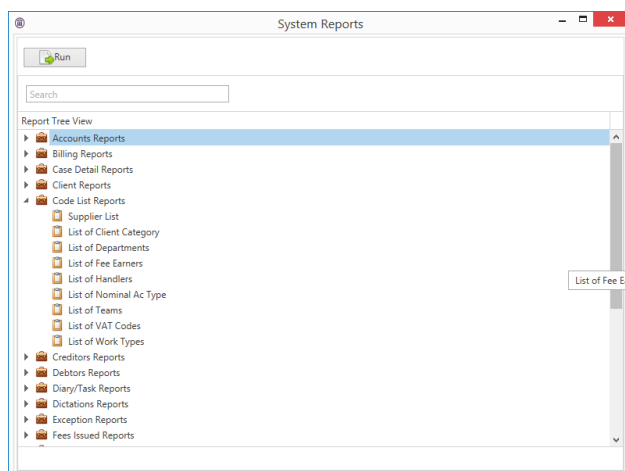 System Reports
Run
Search
Report Tree View
Accounts Reports
Billing Reports
Case Detail Reports
Client Reports
Code List Reports
Supplier List
List of Client Category
List of Departments
List of Fee Earners
List of Handlers
List of Fee E
List of Nominal Ac Type
List of Teams
List of VAT Codes
List of Work Types
Creditors Reports
Debtors Reports
Diary/Task Reports
Dictations Reports
Exception Reports
Fees Issued Reports